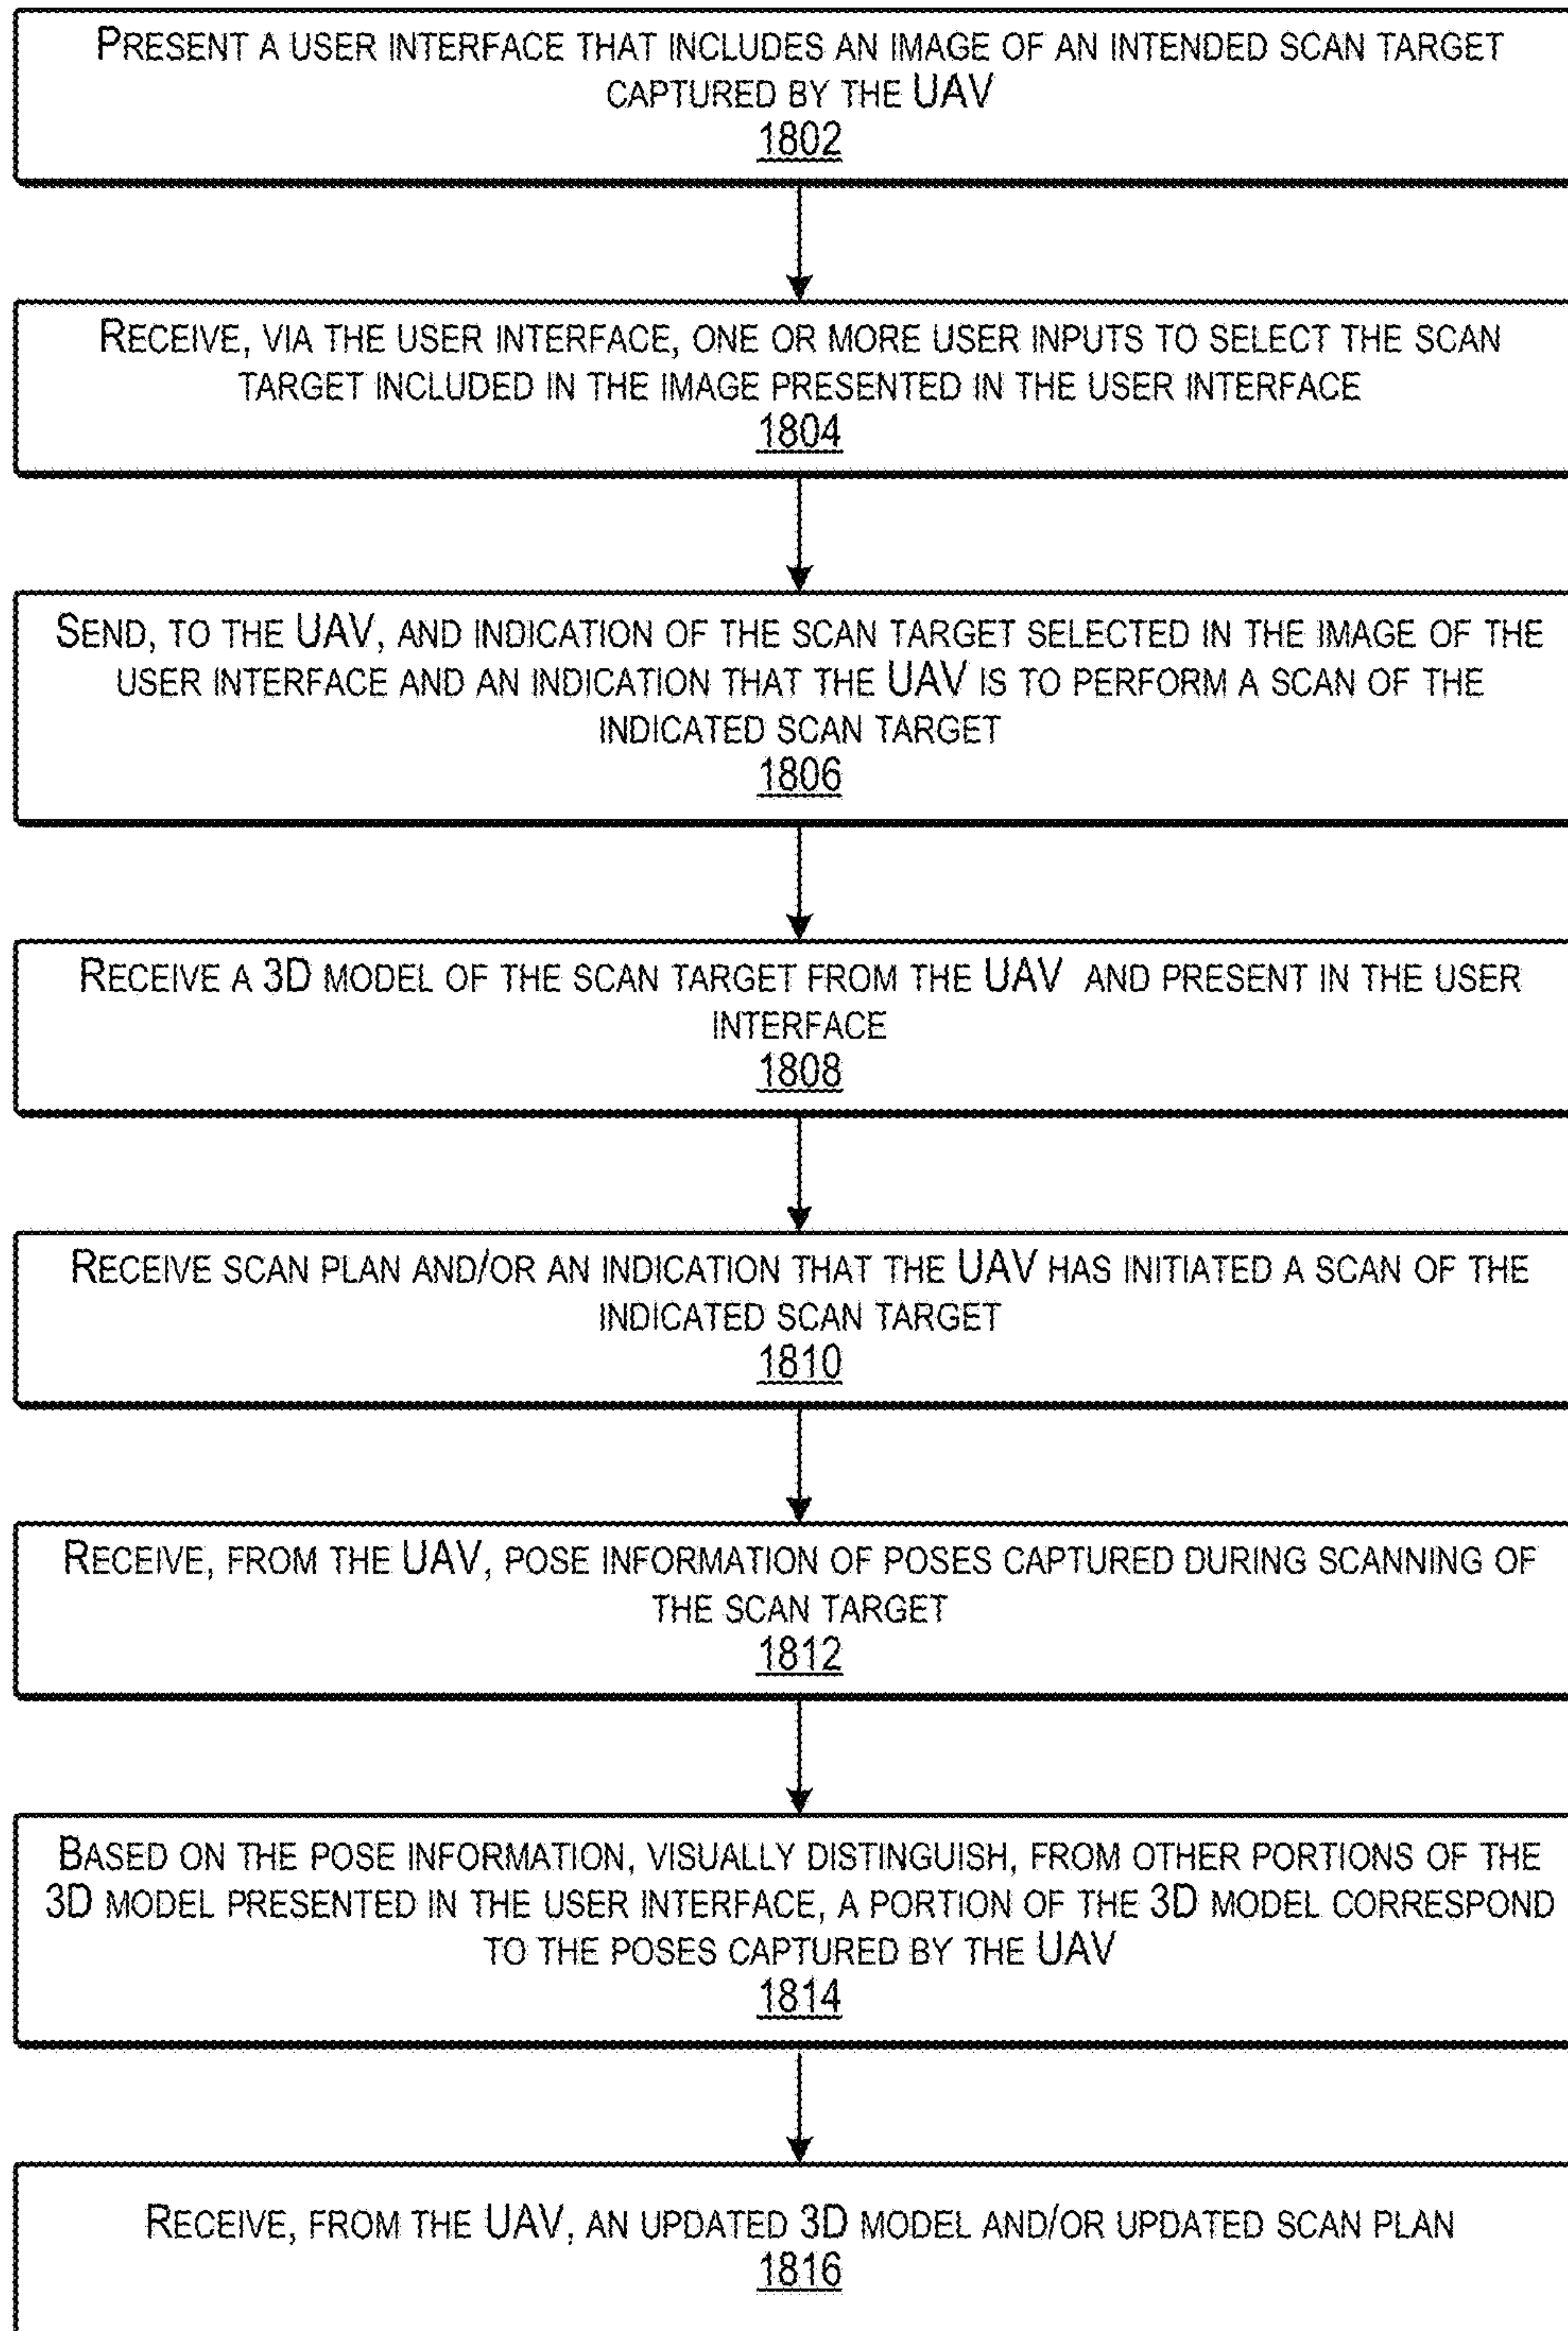 PRESENT A USER INTERFACE THAT INCLUDES AN IMAGE OF AN INTENDED SCAN TARGET
CAPTURED BY THE UAV
1802
RECEIVE, VIA THE USER INTERFACE, ONE OR MORE USER INPUTS TO SELECT THE SCAN
TARGET INCLUDED IN THE IMAGE PRESENTED IN THE USER INTERFACE
1804
SEND, TO THE UAV, AND INDICATION OF THE SCAN TARGET SELECTED IN THE IMAGE OF THE
USER INTERFACE AND AN INDICATION THAT THE UAV IS TO PERFORM A SCAN OF THE
INDICATED SCAN TARGET
1806
RECEIVE A 3D MODEL OF THE SCAN TARGET FROM THE UAV AND PRESENT IN THE USER
INTERFACE
1808
RECEIVE SCAN PLAN AND/OR AN INDICATION THAT THE UAV HAS INITIATED A SCAN OF THE
INDICATED SCAN TARGET
1810
RECEIVE, FROM THE UAV, POSE INFORMATION OF POSES CAPTURED DURING SCANNING OF
THE SCAN TARGET
1812
BASED ON THE POSE INFORMATION, VISUALLY DISTINGUISH, FROM OTHER PORTIONS OF THE
3D MODEL PRESENTED IN THE USER INTERFACE, A PORTION OF THE 3D MODEL CORRESPOND
TO THE POSES CAPTURED BY THE UAV
1814
RECEIVE, FROM THE UAV, AN UPDATED 3D MODEL AND/OR UPDATED SCAN PLAN
1816